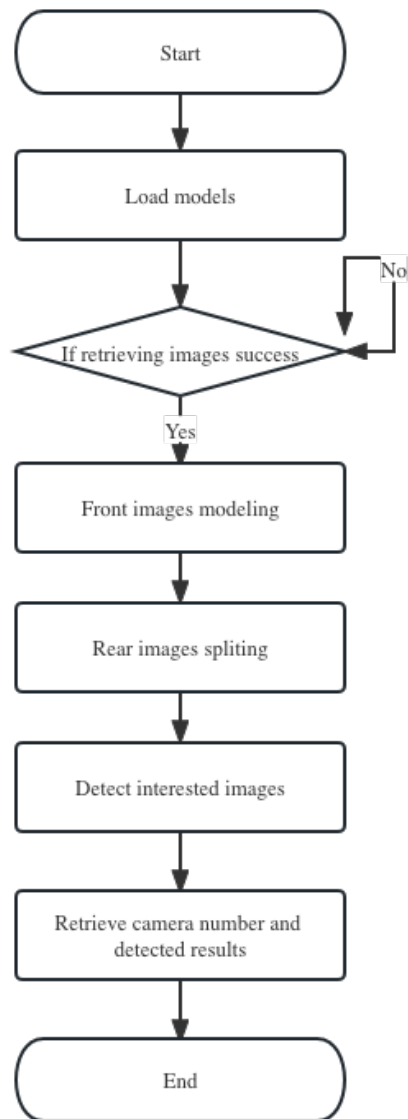 Start
Load models
No
If retrieving images success
Yes
Front images modeling
Rear images spliting
Detect interested images
Retrieve camera number and
detected results
End